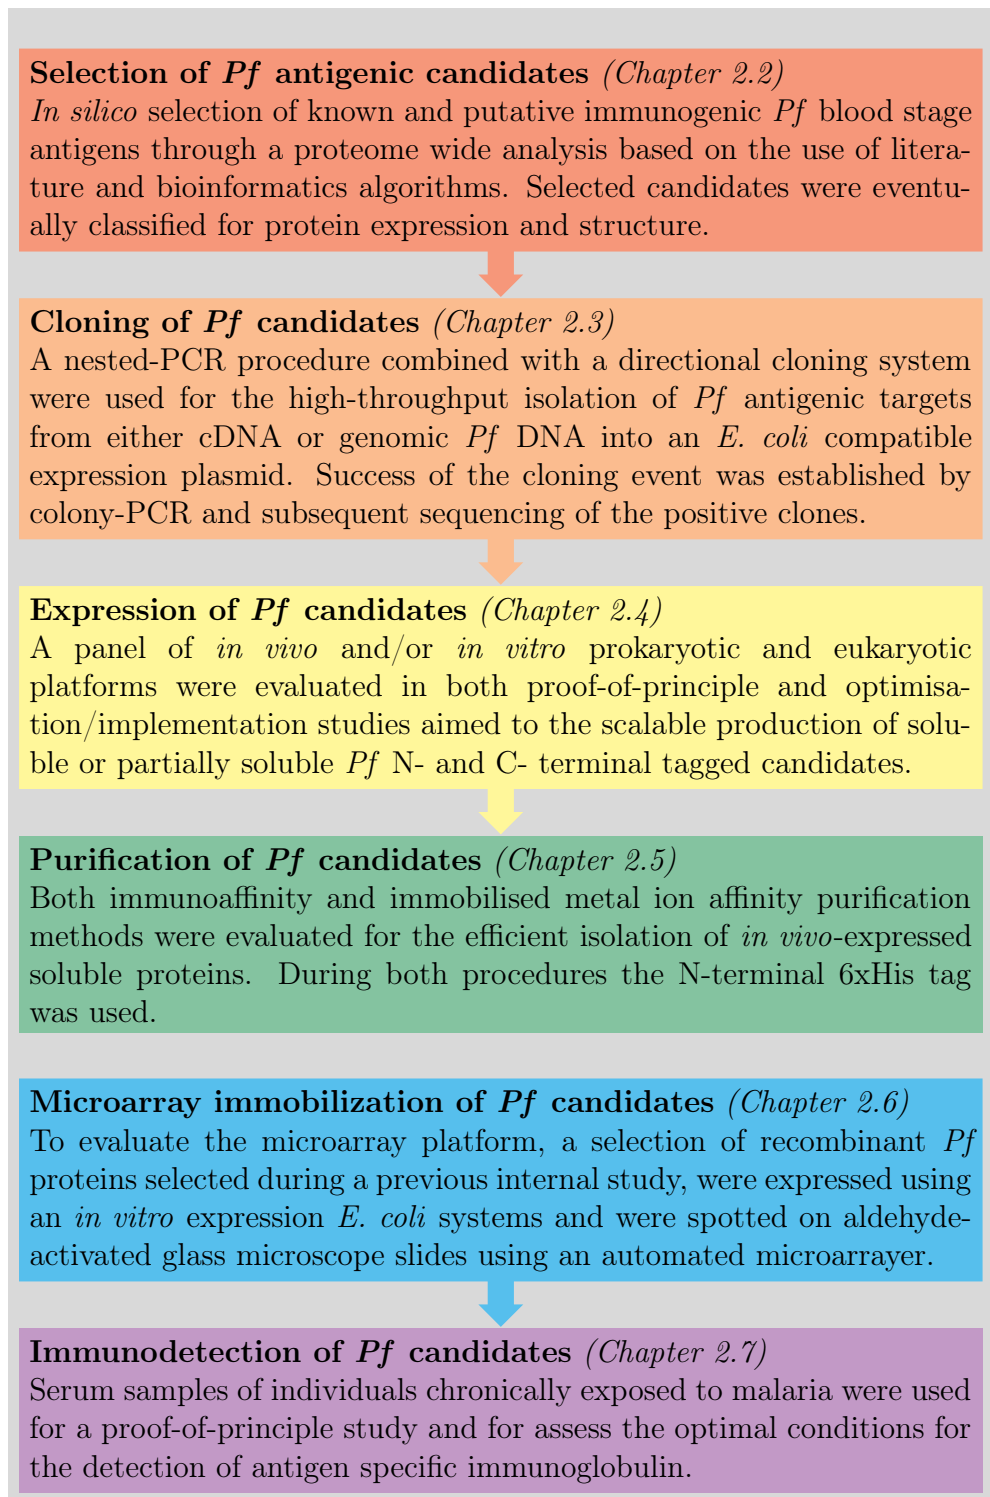 Selection of Pf antigenic candidates (Chapter 2.2)
In silico selection of known and putative immunogenic Pf blood stage
antigens through a proteome wide analysis based on the use of litera-
ture and bioinformatics algorithms. Selected candidates were eventu-
ally classified for protein expression and structure.
Cloning of Pf candidates (Chapter 2.3)
A nested-PCR procedure combined with a directional cloning system
were used for the high-throughput isolation of Pf antigenic targets
from either cDNA or genomic Pf DNA into an E. coli compatible
expression plasmid. Success of the cloning event was established by
colony-PCR and subsequent sequencing of the positive clones.
Expression of Pf candidates (Chapter 2.4)
A panel of in vivo and/or in vitro prokaryotic and eukaryotic
platforms were evaluated in both proof-of-principle and optimisa-
tion/implementation studies aimed to the scalable production of solu-
ble or partially soluble Pf N- and C- terminal tagged candidates.
Purification of Pf candidates (Chapter 2.5)
Both immunoaffinity and immobilised metal ion affinity purification
methods were evaluated for the efficient isolation of in vivo-expressed
soluble proteins. During both procedures the N-terminal 6xHis tag
was used.
Microarray immobilization of Pf candidates (Chapter 2.6)
To evaluate the microarray platform, a selection of recombinant Pf
proteins selected during a previous internal study, were expressed using
an in vitro expression E. coli systems and were spotted on aldehyde-
activated glass microscope slides using an automated microarrayer.
Immunodetection of Pf candidates (Chapter 2.7)
Serum samples of individuals chronically exposed to malaria were used
for a proof-of-principle study and for assess the optimal conditions for
the detection of antigen specific immunoglobulin.